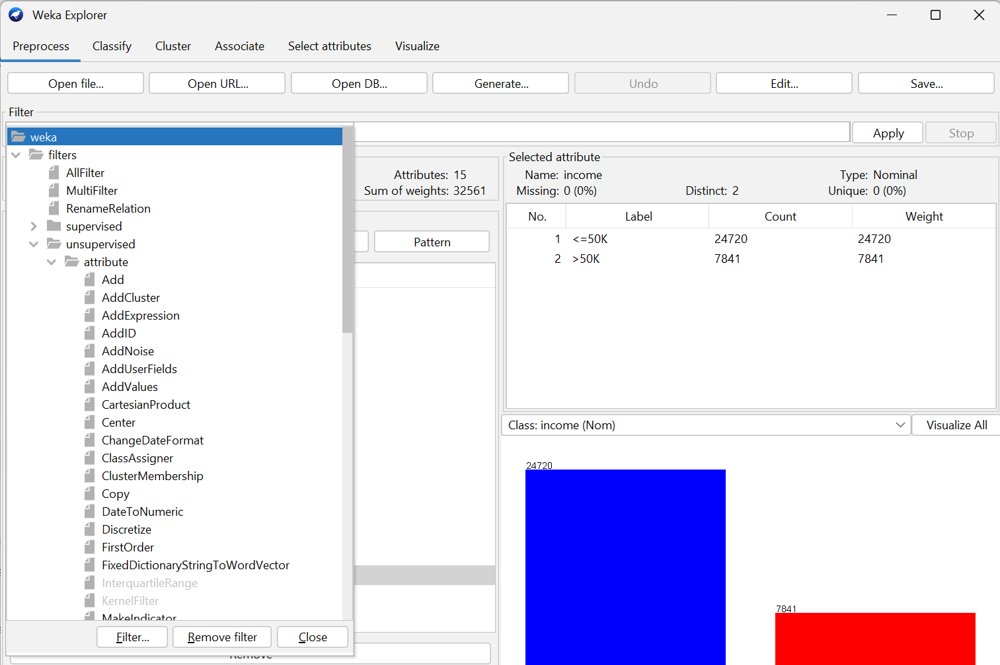 Weka Explorer
Preprocess Classify Cluster Associate Select attributes Visualize
Open file... Open URL... Open DB... Generate... Undo Edit... Save...
Filter
Apply Stop
weka
filters
AllFilter
MultiFilter
RenameRelation
supervised
unsupervised
attribute
Add
AddCluster
AddExpression
AddID
AddNoise
AddUserFields
AddValues
CartesianProduct
Center
ChangeDateFormat
ClassAssigner
ClusterMembership
Copy
DateToNumeric
Discretize
FirstOrder
FixedDictionaryStringToWordVector
InterquartileRange
KernelFilter
MakeIndicator
Filter... Remove filter Close
Remove
Attributes: 15
Sum of weights: 32561
Pattern
Selected attribute
Name: income Type: Nominal
Missing: 0 (0%) Distinct: 2 Unique: 0 (0%)
No. Label Count Weight
1 <=50K 24720 24720
2 >50K 7841 7841
Class: income (Nom) Visualize All
24720
7841